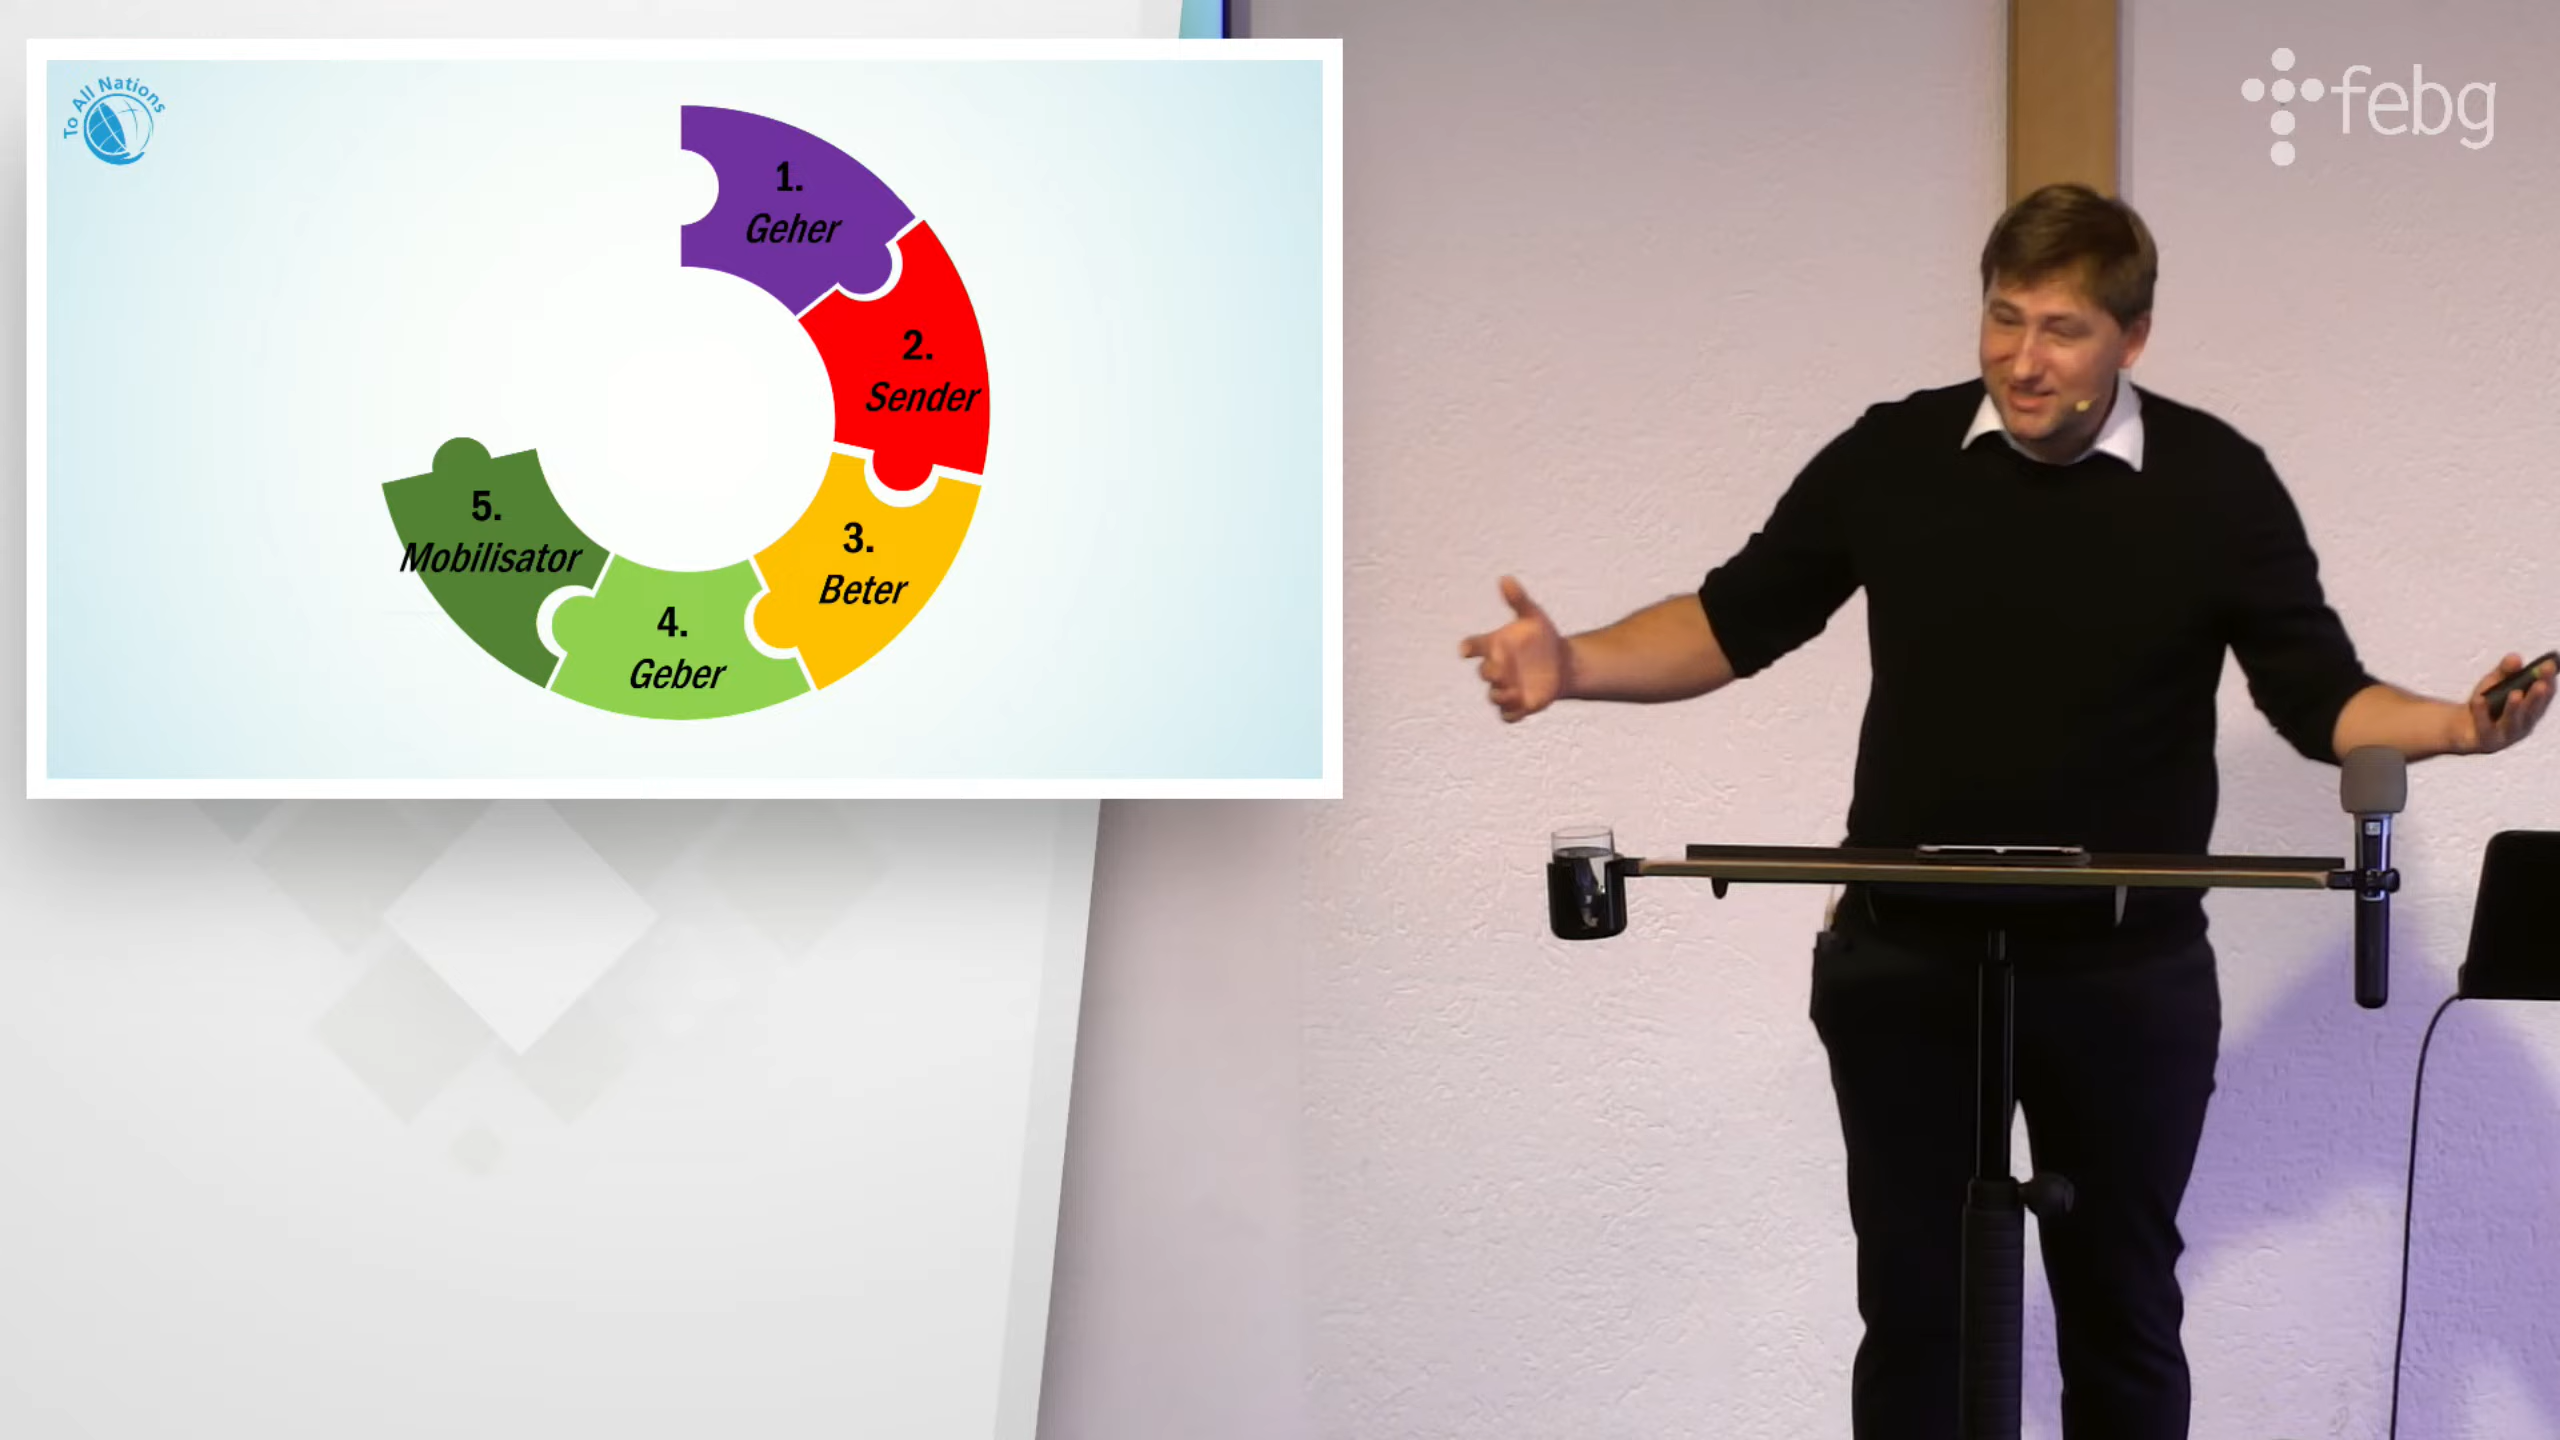 To All Nations
febg
1.
Geher
2.
Sender
3.
Beter
4.
Geber
5.
Mobilisator